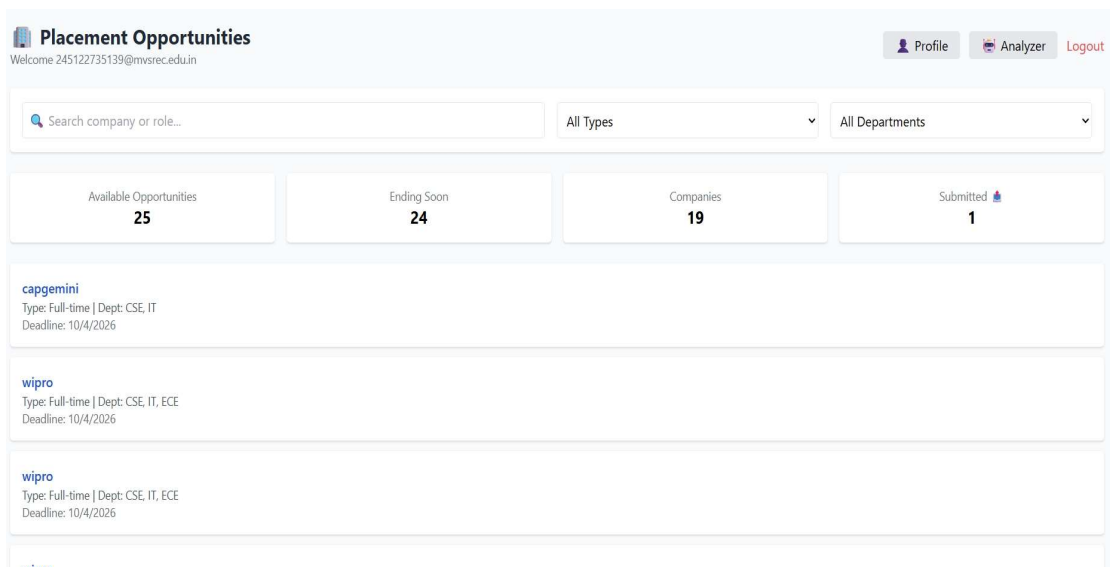 Placement Opportunities
Welcome 245122735139@mvsrec.edu.in
Profile
Analyzer
Logout
Search company or role...
All Types
All Departments
Available Opportunities
25
Ending Soon
24
Companies
19
Submitted
1
capgemini
Type: Full-time | Dept: CSE, IT
Deadline: 10/4/2026
wipro
Type: Full-time | Dept: CSE, IT, ECE
Deadline: 10/4/2026
wipro
Type: Full-time | Dept: CSE, IT, ECE
Deadline: 10/4/2026